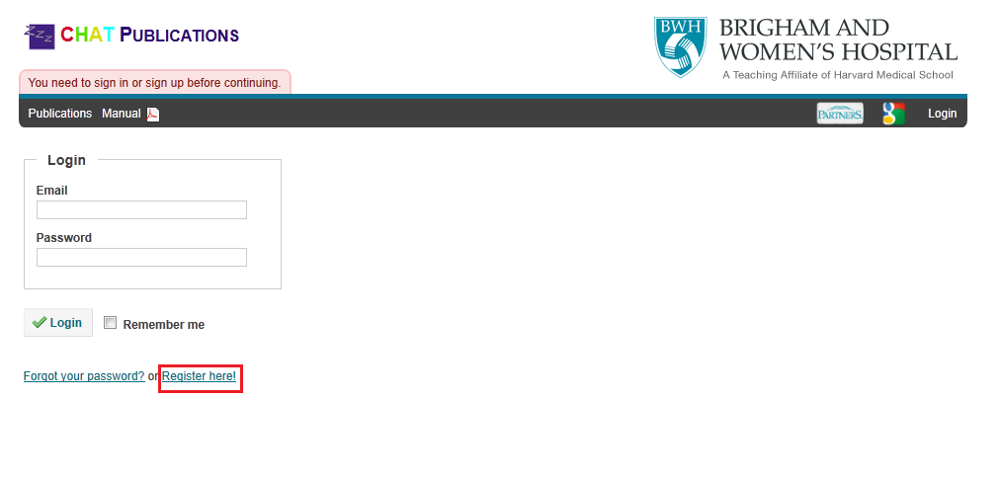 zzz CHAT PUBLICATIONS
BWH
BRIGHAM AND
WOMEN'S HOSPITAL
A Teaching Affiliate of Harvard Medical School
You need to sign in or sign up before continuing.
Publications Manual PARTNERS. g Login
Login
Email
Password
Login Remember me
Forgot your password? or Register here!